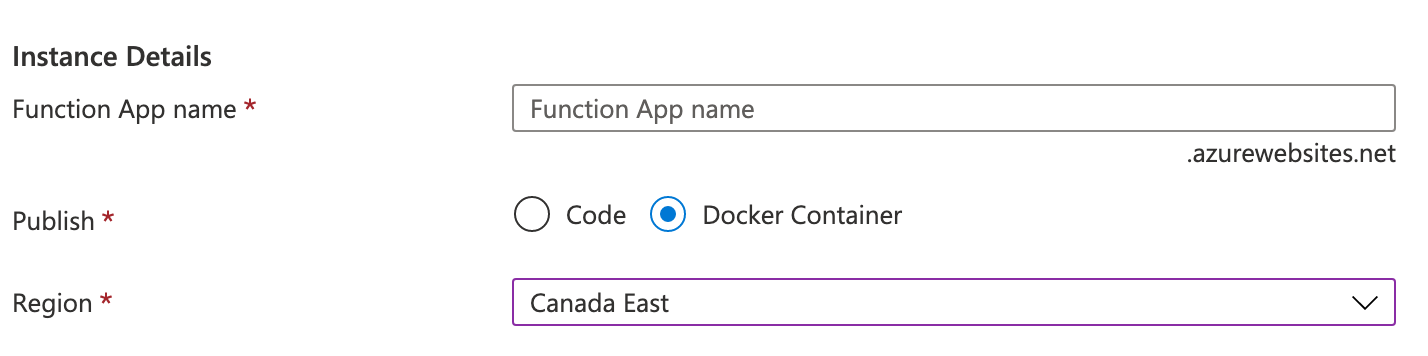 Instance Details
Function App name *
Function App name
.azurewebsites.net
Publish *
Code
Docker Container
Region *
Canada East